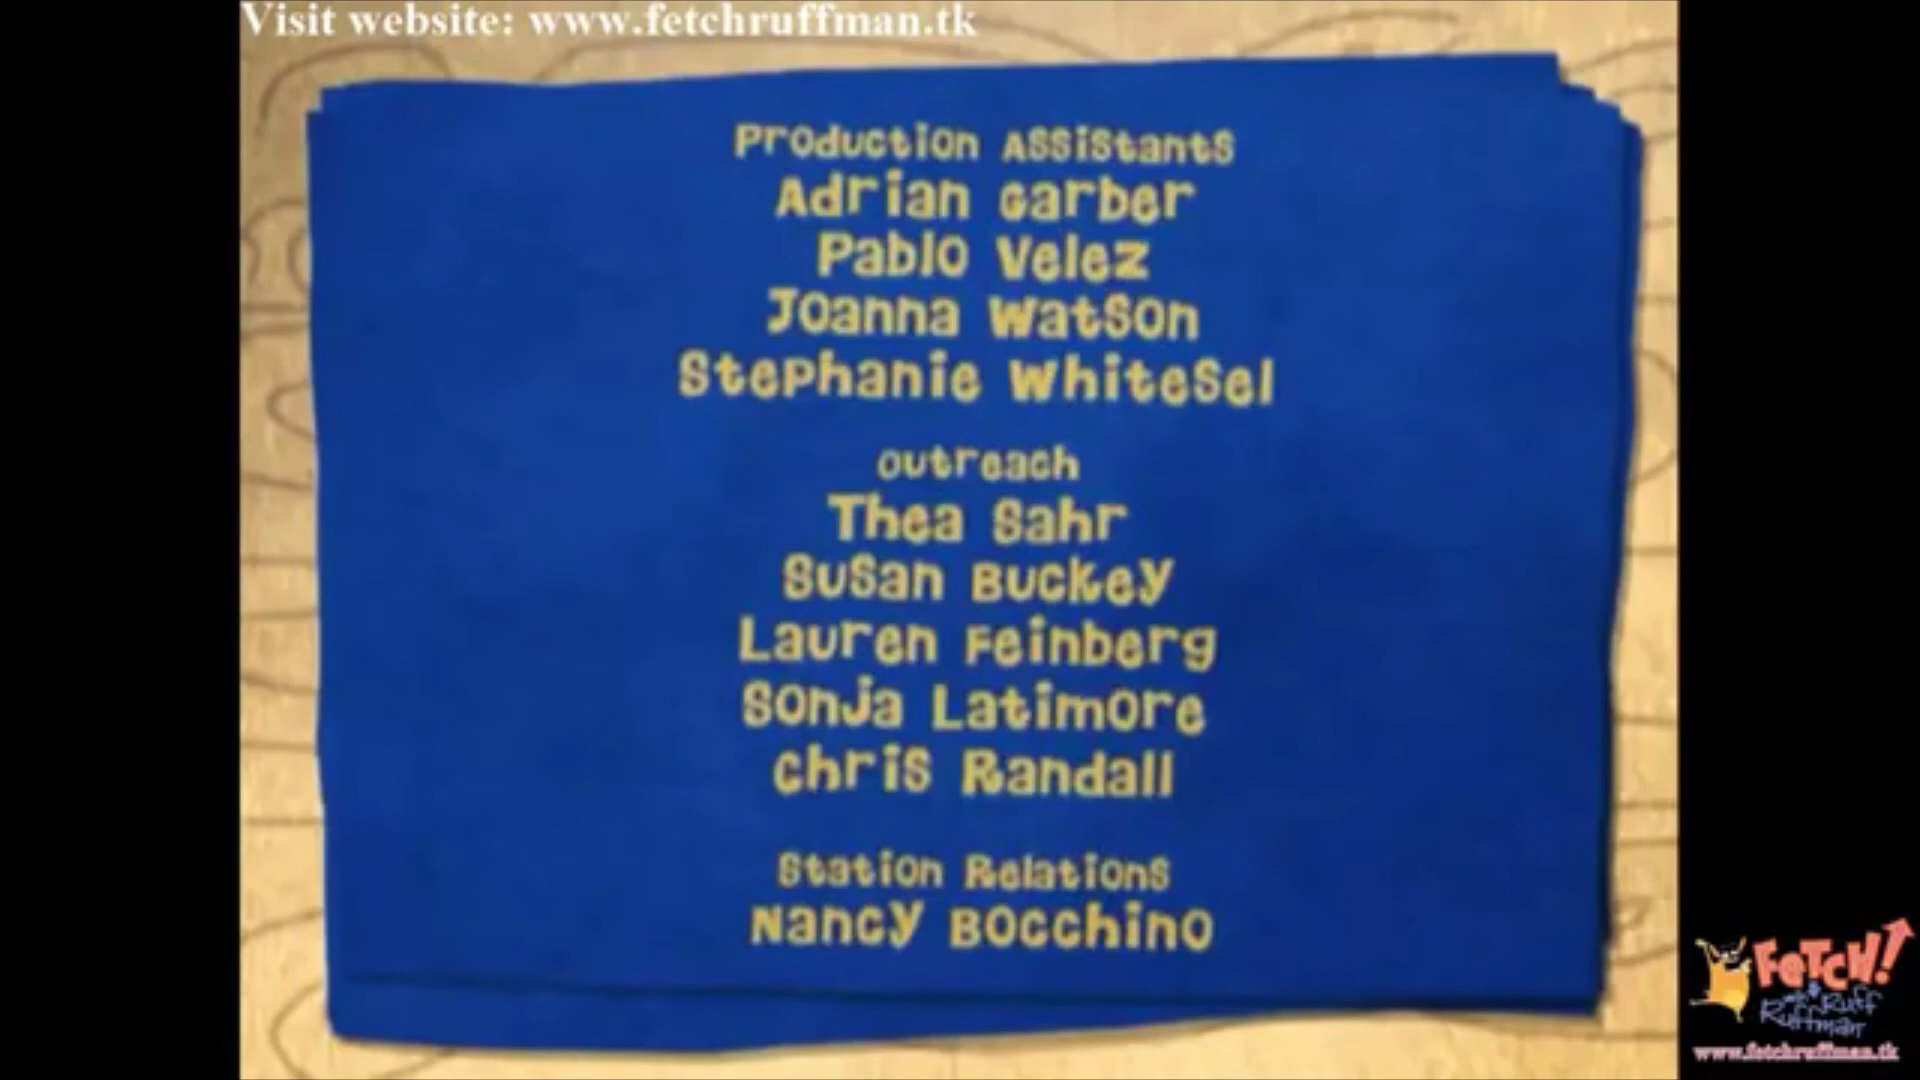 Visit website: www.fetchruffman.tk
Production Assistants
Adrian Garber
Pablo Velez
Joanna Watson
Stephanie Whitesel
Outreach
Thea Sahr
Susan Buckey
Lauren Feinberg
Sonja Latimore
Chris Randall
Station Relations
Nancy Bocchino
FETCH!
with Ruff
Ruffman
www.fetchruffman.tk